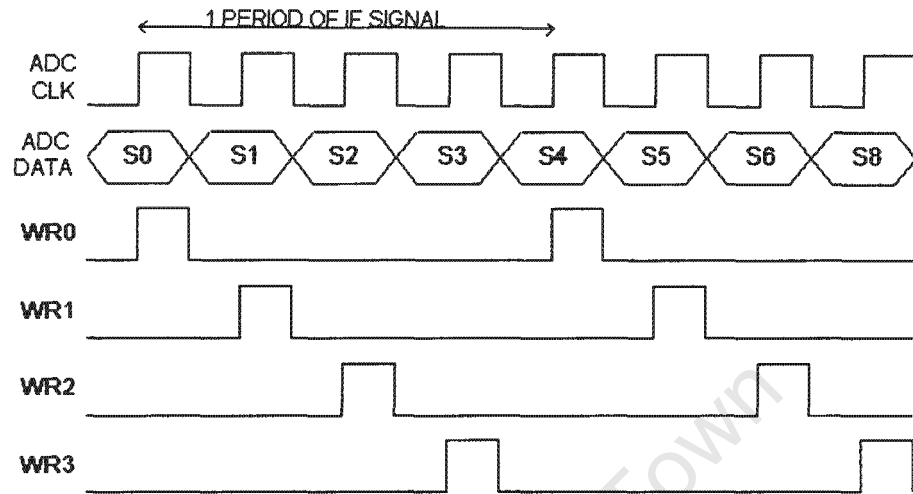 1 PERIOD OF IF SIGNAL
ADC
CLK
ADC
DATA
S0 S1 S2 S3 S4 S5 S6 S8
WR0
WR1
WR2
WR3
Town